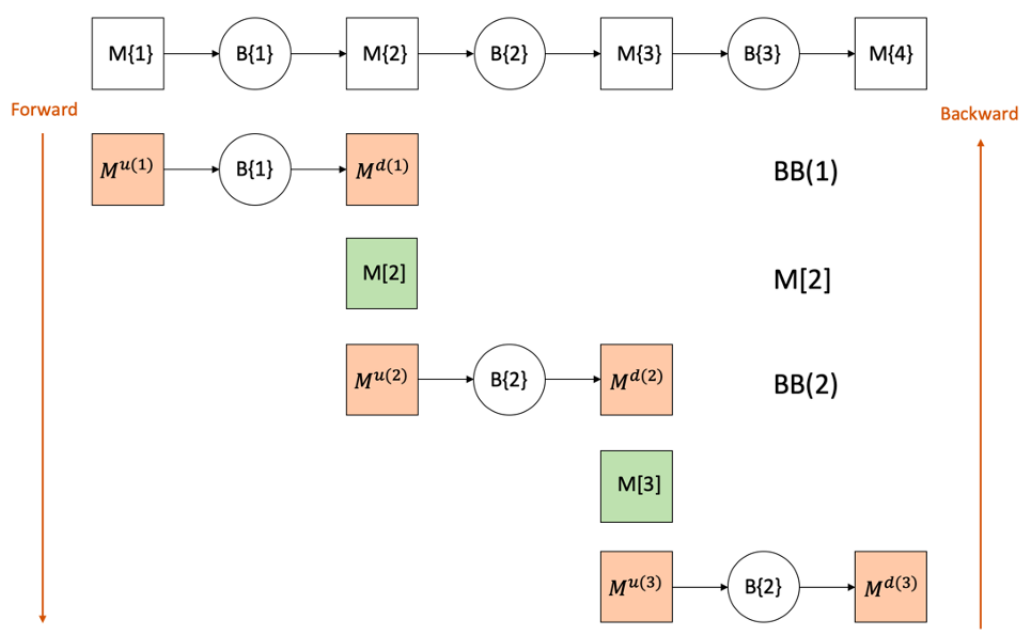 M{1} B{1} M{2} B{2} M{3} B{3} M{4}
Forward
Backward
M^{u(1)} B{1} M^{d(1)} BB(1)
M[2] M[2]
M^{u(2)} B{2} M^{d(2)} BB(2)
M[3]
M^{u(3)} B{2} M^{d(3)}